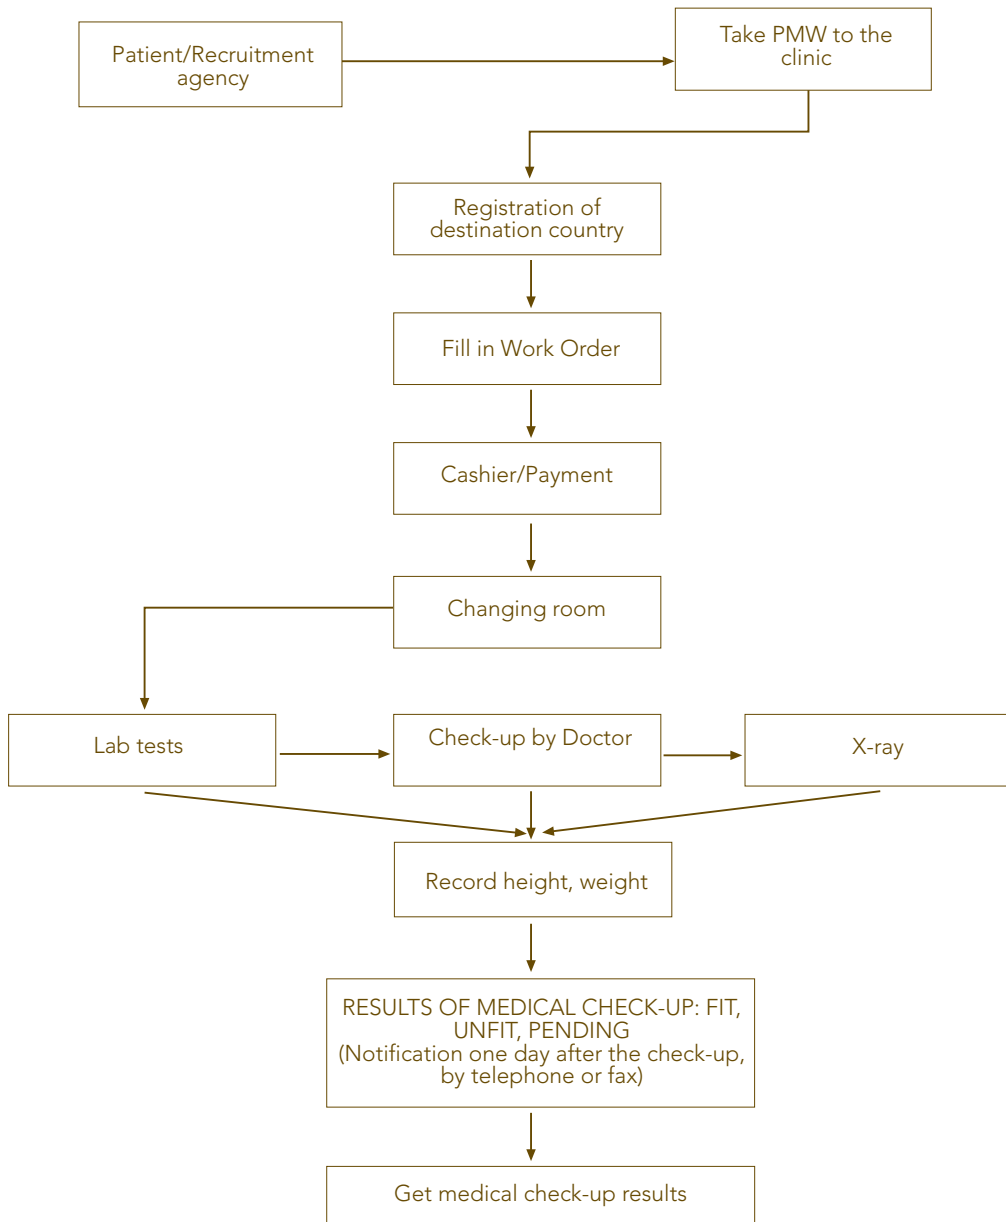 Patient/Recruitment
agency
Take PMW to the
clinic
Registration of
destination country
Fill in Work Order
Cashier/Payment
Changing room
Lab tests
Check-up by Doctor
X-ray
Record height, weight
RESULTS OF MEDICAL CHECK-UP: FIT,
UNFIT, PENDING
(Notification one day after the check-up,
by telephone or fax)
Get medical check-up results